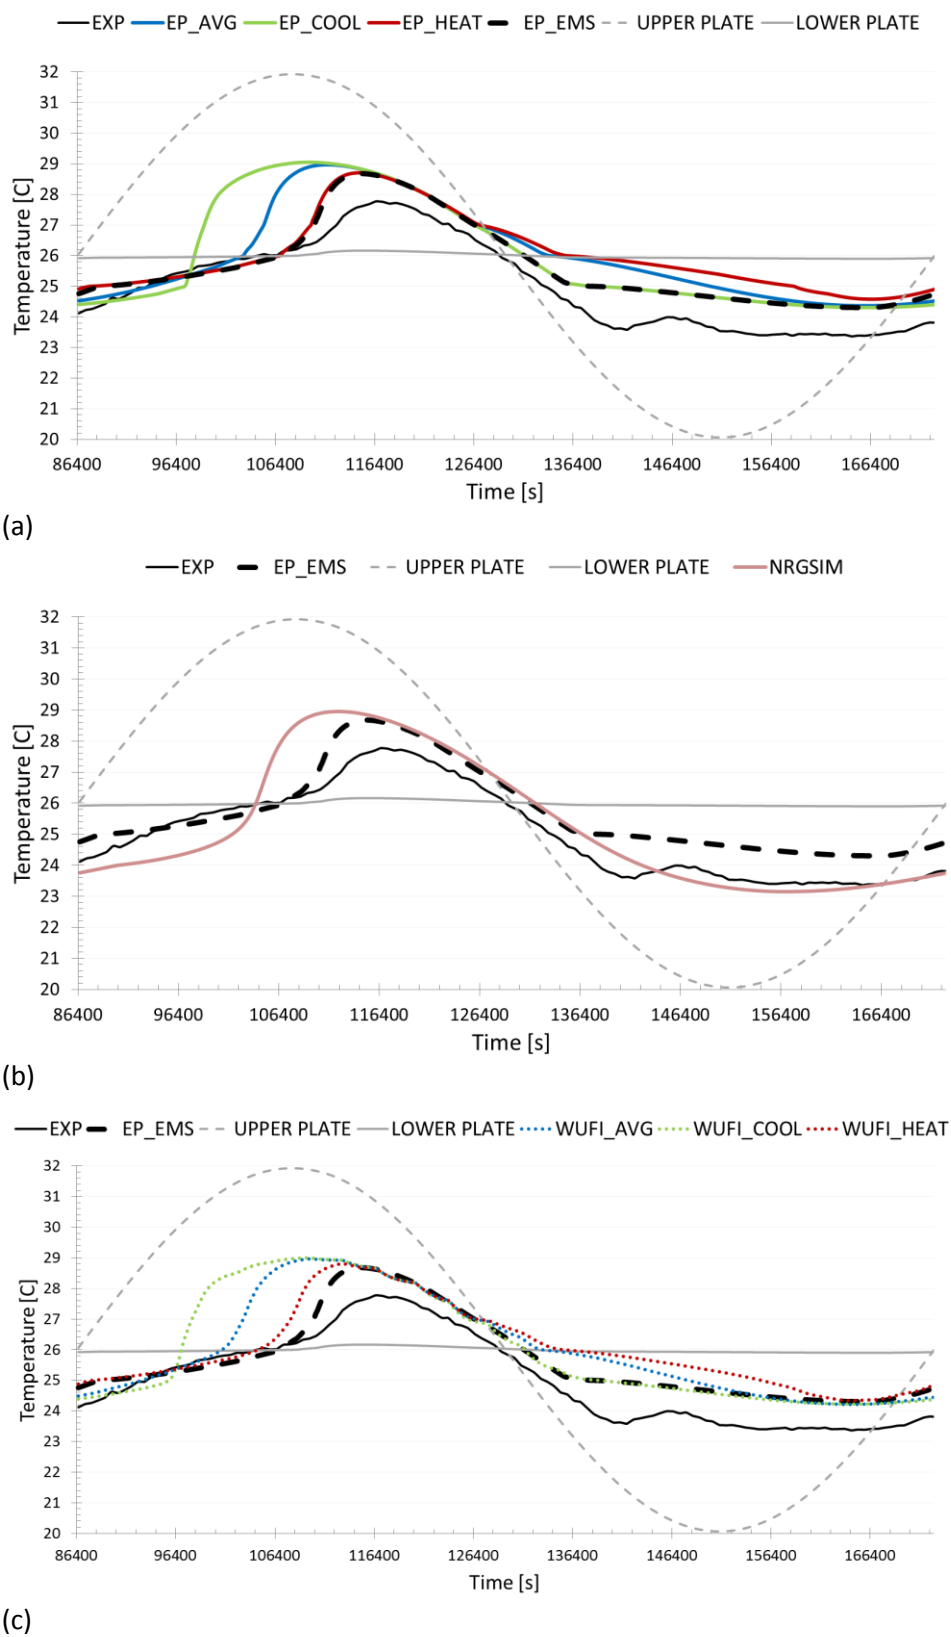 EXP EP_AVG EP_COOL EP_HEAT EP_EMS UPPER PLATE LOWER PLATE
32
31
30
29
28
27
26
25
24
23
22
21
20
Temperature [C]
86400 96400 106400 116400 126400 136400 146400 156400 166400
Time [s]
(a)
EXP EP_EMS UPPER PLATE LOWER PLATE NRGSIM
32
31
30
29
28
27
26
25
24
23
22
21
20
Temperature [C]
86400 96400 106400 116400 126400 136400 146400 156400 166400
Time [s]
(b)
EXP EP_EMS UPPER PLATE LOWER PLATE WUFI_AVG WUFI_COOL WUFI_HEAT
32
31
30
29
28
27
26
25
24
23
22
21
20
Temperature [C]
86400 96400 106400 116400 126400 136400 146400 156400 166400
Time [s]
(c)